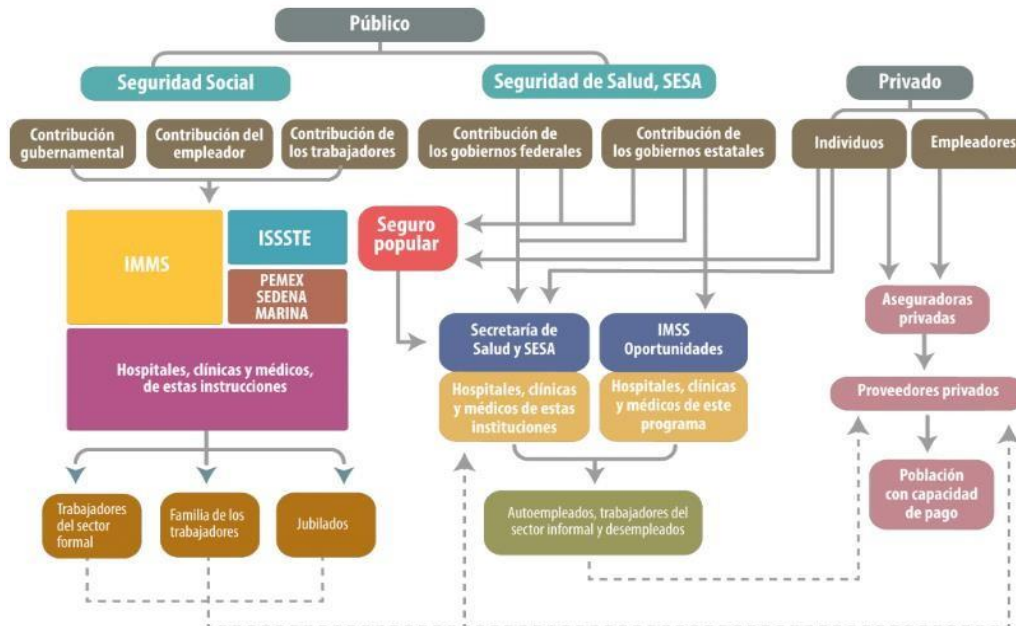 Público
Seguridad Social
Seguridad de Salud, SESA
Privado
Contribución
gubernamental
Contribución del
empleador
Contribución de
los trabajadores
Contribución de
los gobiernos federales
Contribución de
los gobiernos estatales
Individuos
Empleadores
IMMS
ISSSTE
PEMEX
SEDENA
MARINA
Seguro
popular
Hospitales, clínicas y médicos,
de estas instrucciones
Secretaría de
Salud y SESA
IMSS
Oportunidades
Aseguradoras
privadas
Hospitales, clínicas
y médicos de estas
instituciones
Hospitales, clínicas
y médicos de este
programa
Proveedores privados
Trabajadores
del sector
formal
Familia de los
trabajadores
Jubilados
Autoempleados, trabajadores del
sector informal y desempleados
Población
con capacidad
de pago